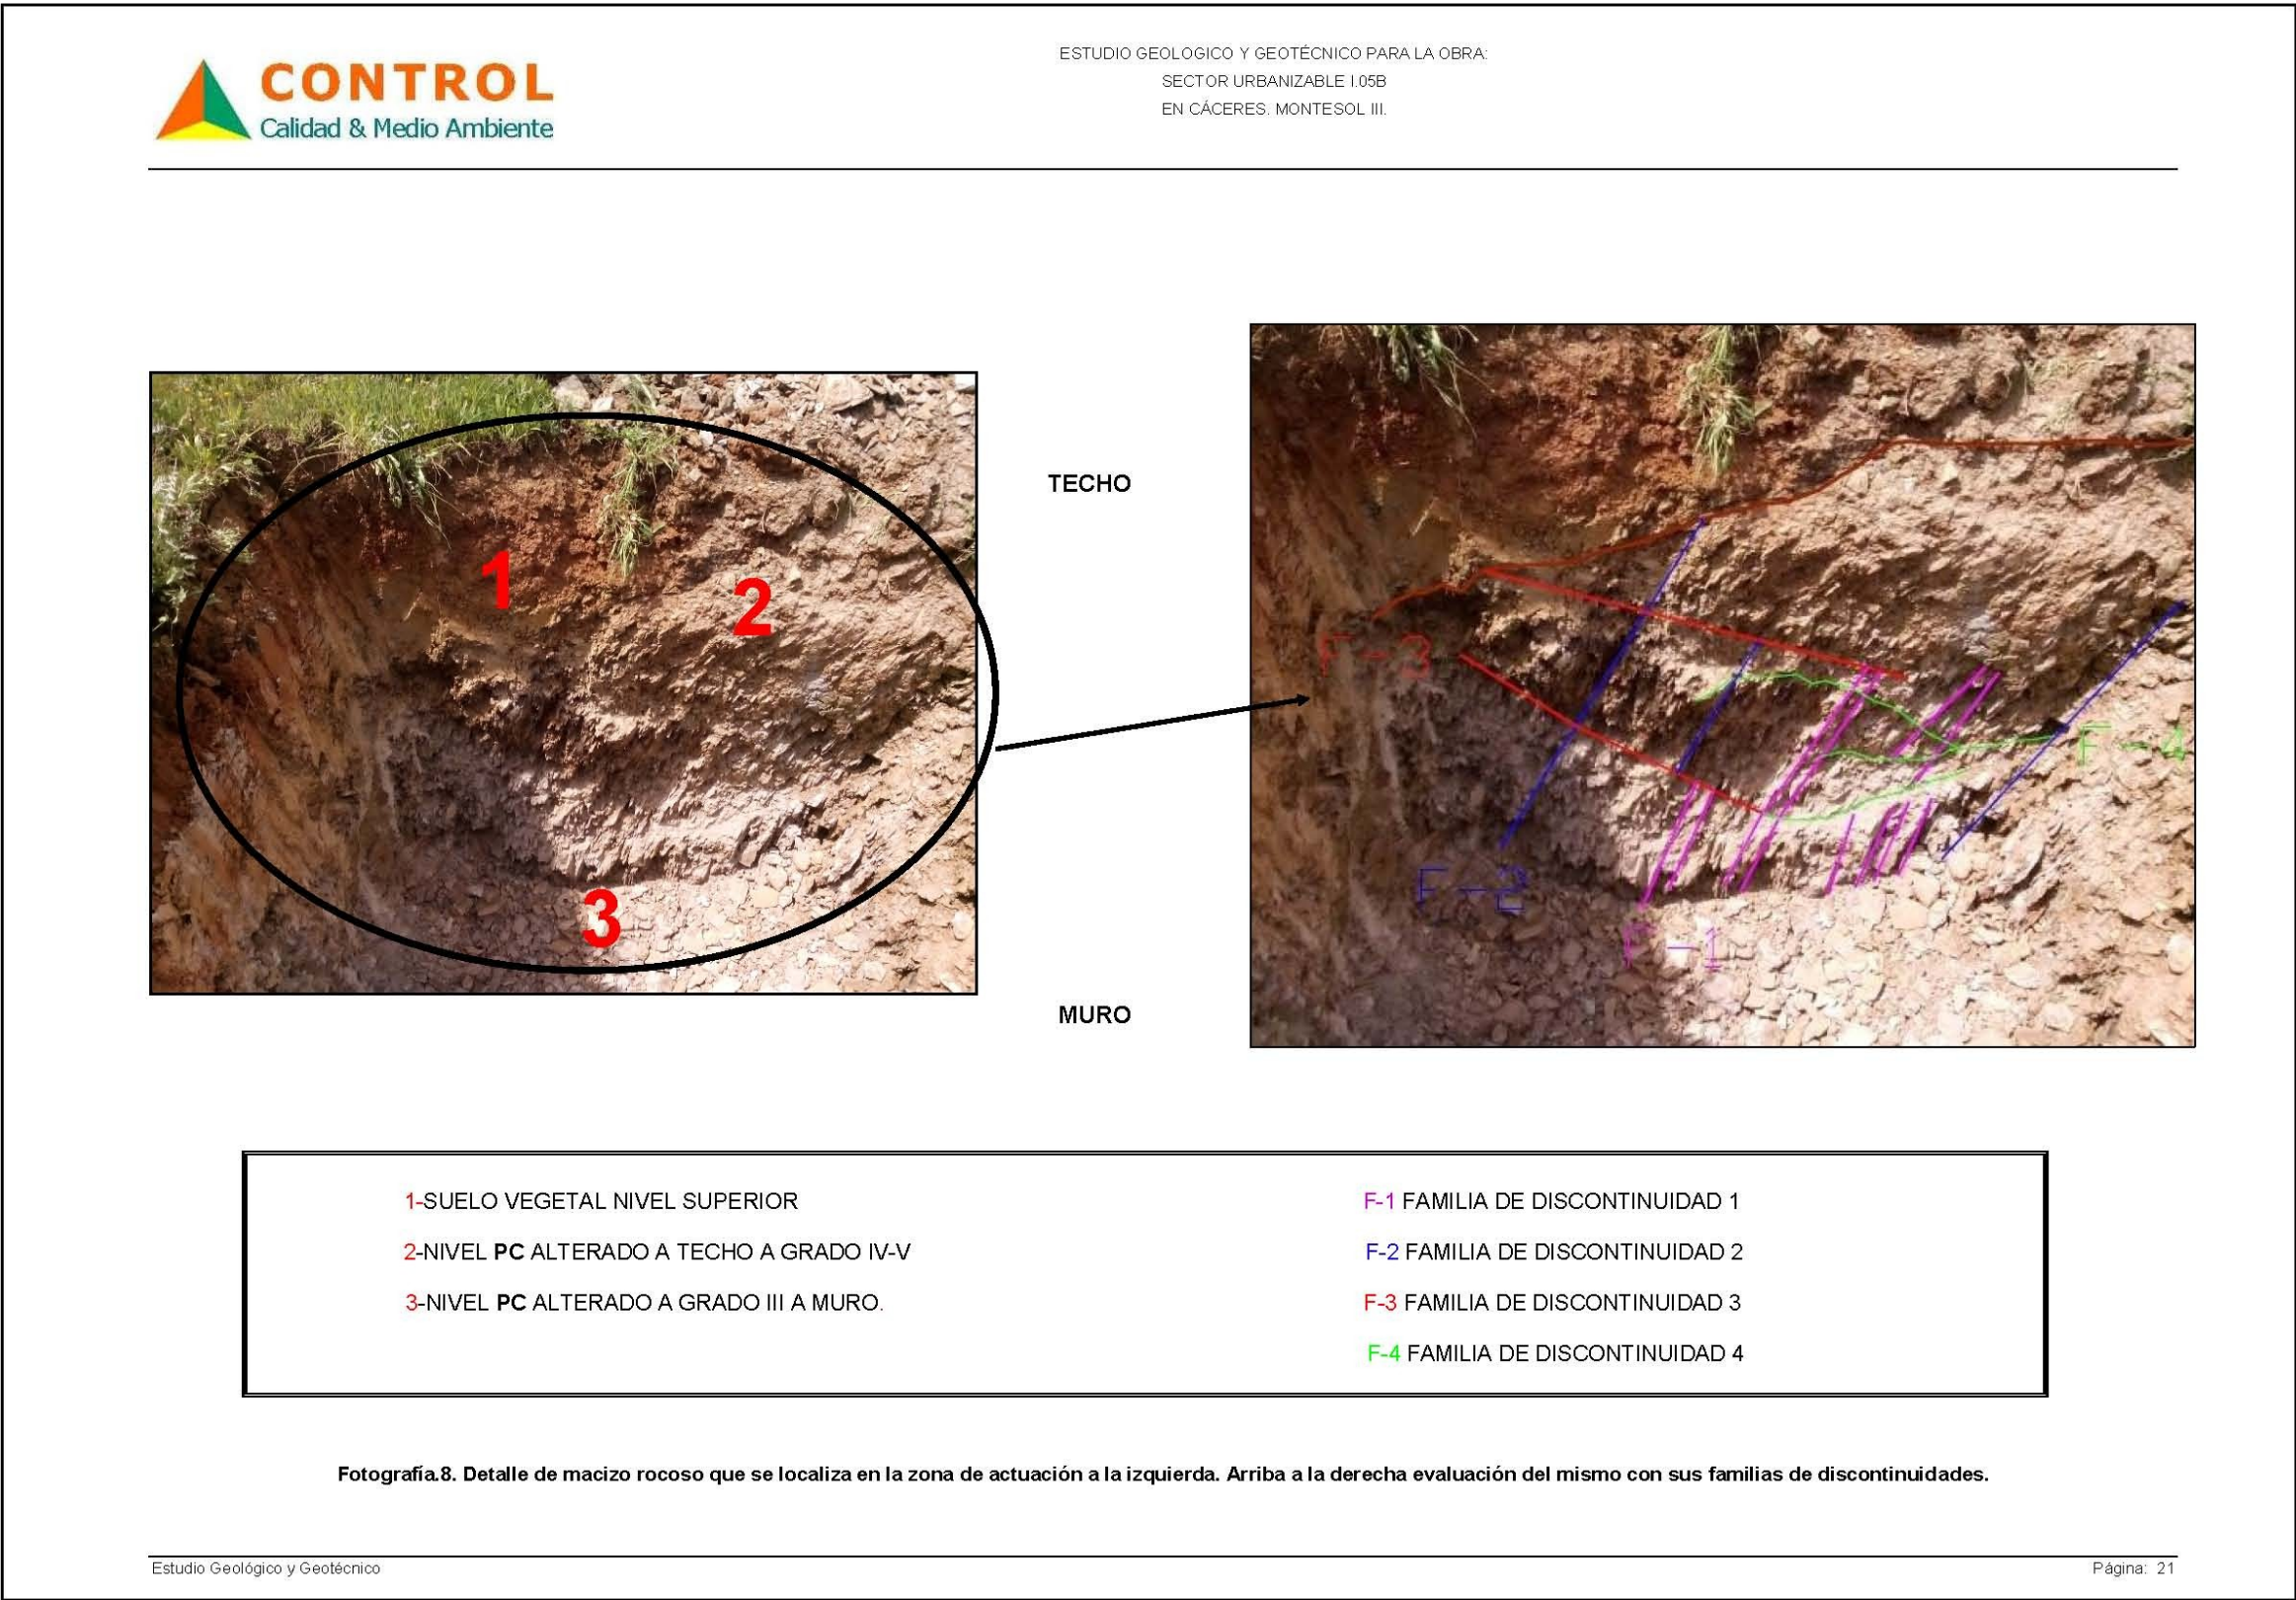 CONTROL
Calidad & Medio Ambiente
ESTUDIO GEOLOGICO Y GEOTÉCNICO PARA LA OBRA:
SECTOR URBANIZABLE I.05B
EN CÁCERES. MONTESOL III.
1
2
3
TECHO
MURO
F-3
F-4
F-2
F-1
1-SUELO VEGETAL NIVEL SUPERIOR
2-NIVEL PC ALTERADO A TECHO A GRADO IV-V
3-NIVEL PC ALTERADO A GRADO III A MURO.
F-1 FAMILIA DE DISCONTINUIDAD 1
F-2 FAMILIA DE DISCONTINUIDAD 2
F-3 FAMILIA DE DISCONTINUIDAD 3
F-4 FAMILIA DE DISCONTINUIDAD 4
Fotografía.8. Detalle de macizo rocoso que se localiza en la zona de actuación a la izquierda. Arriba a la derecha evaluación del mismo con sus familias de discontinuidades.
Estudio Geológico y Geotécnico
Página: 21